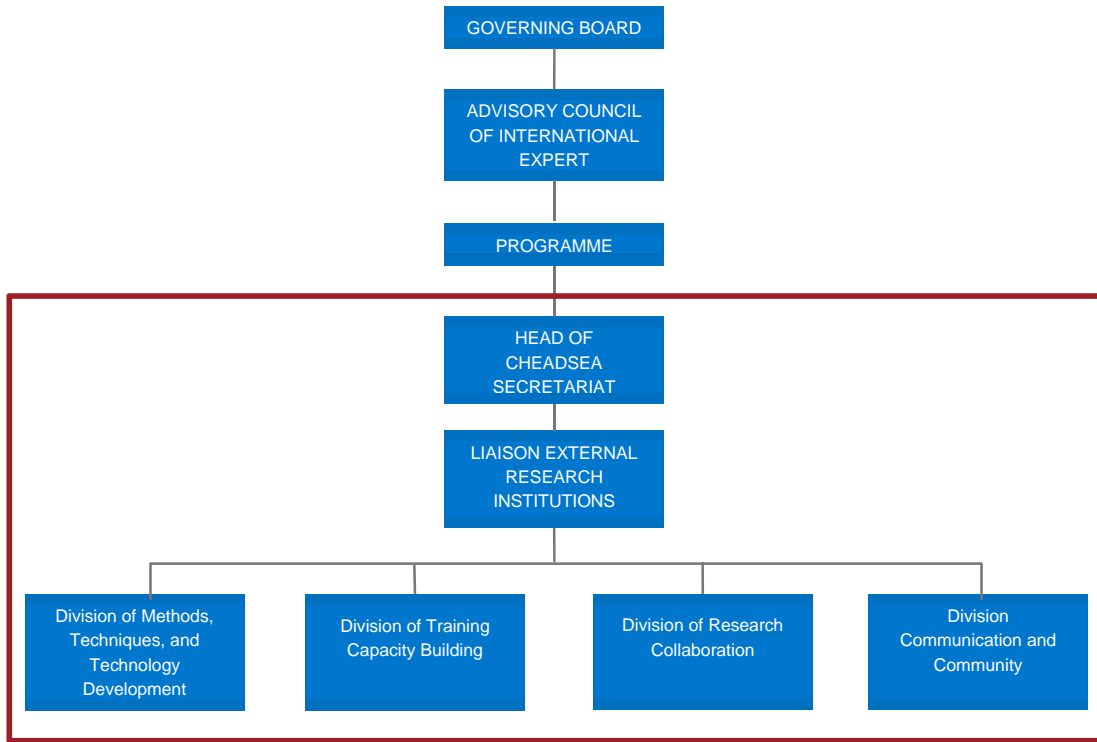 GOVERNING BOARD
ADVISORY COUNCIL
OF INTERNATIONAL
EXPERT
PROGRAMME
HEAD OF
CHEADSEA
SECRETARIAT
LIAISON EXTERNAL
RESEARCH
INSTITUTIONS
Division of Methods,
Techniques, and
Technology
Development
Division of Training
Capacity Building
Division of Research
Collaboration
Division
Communication and
Community